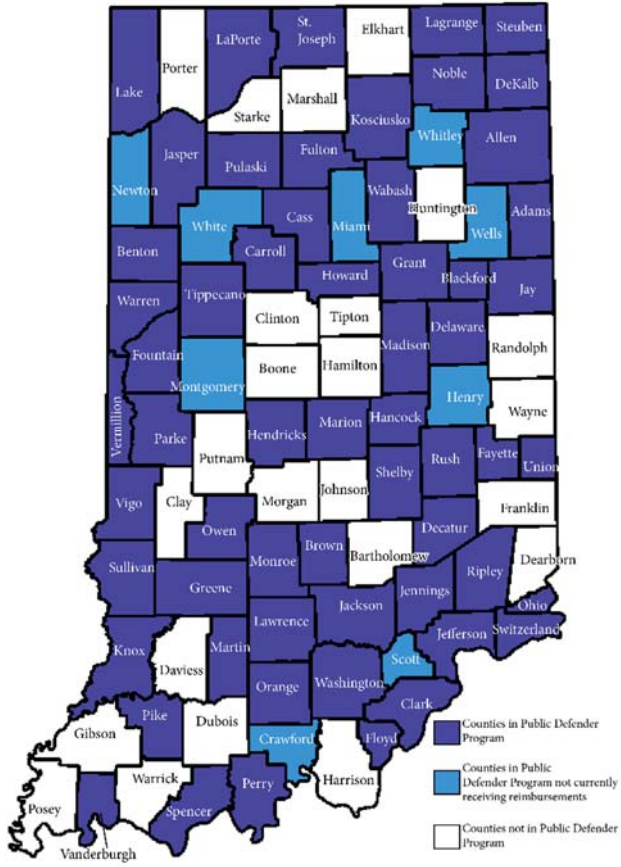 St.
Joseph
LaPorte
Elkhart
Lagrange
Steuben
Porter
Lake
Noble
DeKalb
Marshall
Starke
Kosciusko
Whitley
Allen
Jasper
Fulton
Pulaski
Newton
Wabash
Huntington
White
Cass
Miami
Wells
Adams
Benton
Carroll
Grant
Howard
Blackford
Jay
Warren
Tippecano
Clinton
Tipton
Delaware
Madison
Randolph
Fountain
Boone
Hamilton
Montgomery
Henry
Vermillion
Wayne
Parke
Hendricks
Marion
Hancock
Putnam
Rush
Fayette
Union
Shelby
Vigo
Clay
Morgan
Johnson
Franklin
Owen
Decatur
Brown
Bartholomew
Dearborn
Sullivan
Monroe
Ripley
Greene
Jennings
Ohio
Jackson
Lawrence
Switzerland
Jefferson
Knox
Martin
Daviess
Scott
Orange
Washington
Clark
Pike
Dubois
Gibson
Crawford
Floyd
Warrick
Harrison
Perry
Posey
Spencer
Vanderburgh
Counties in Public Defender
Program
Counties in Public
Defender Program not currently
receiving reimbursements
Counties not in Public Defender
Program